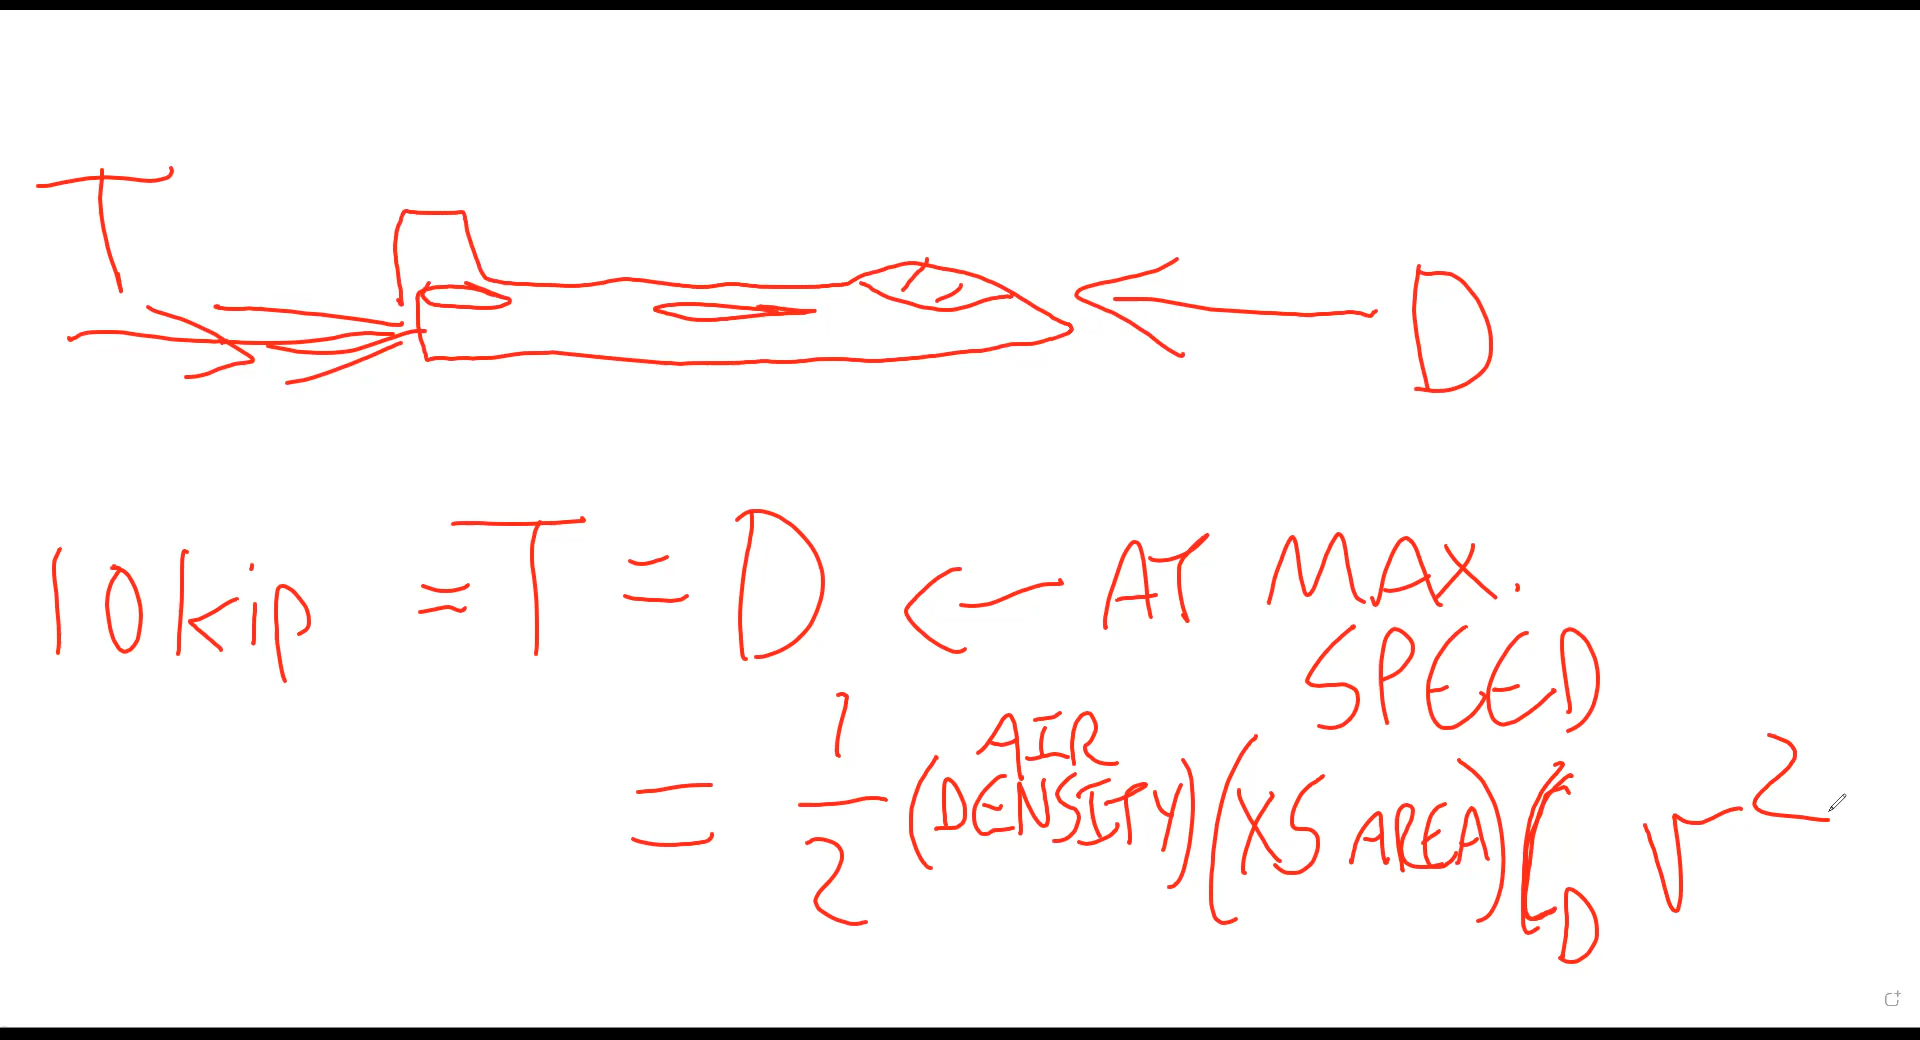 T
D
10kip = T = D ← AT MAX.
SPEED
= 1/2 (AIR DENSITY) (XS AREA) C_D V^2